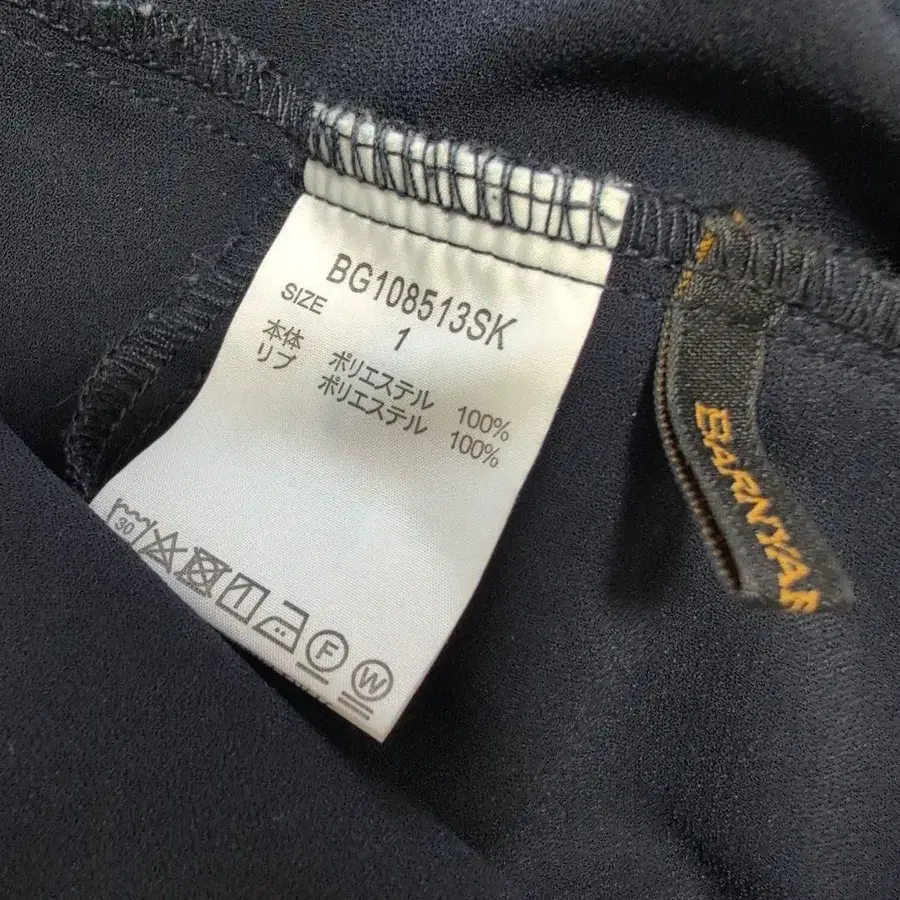 BG108513SK
SIZE 1
本体 ポリエステル 100%
リブ ポリエステル 100%
30
F
W
BARNYAR